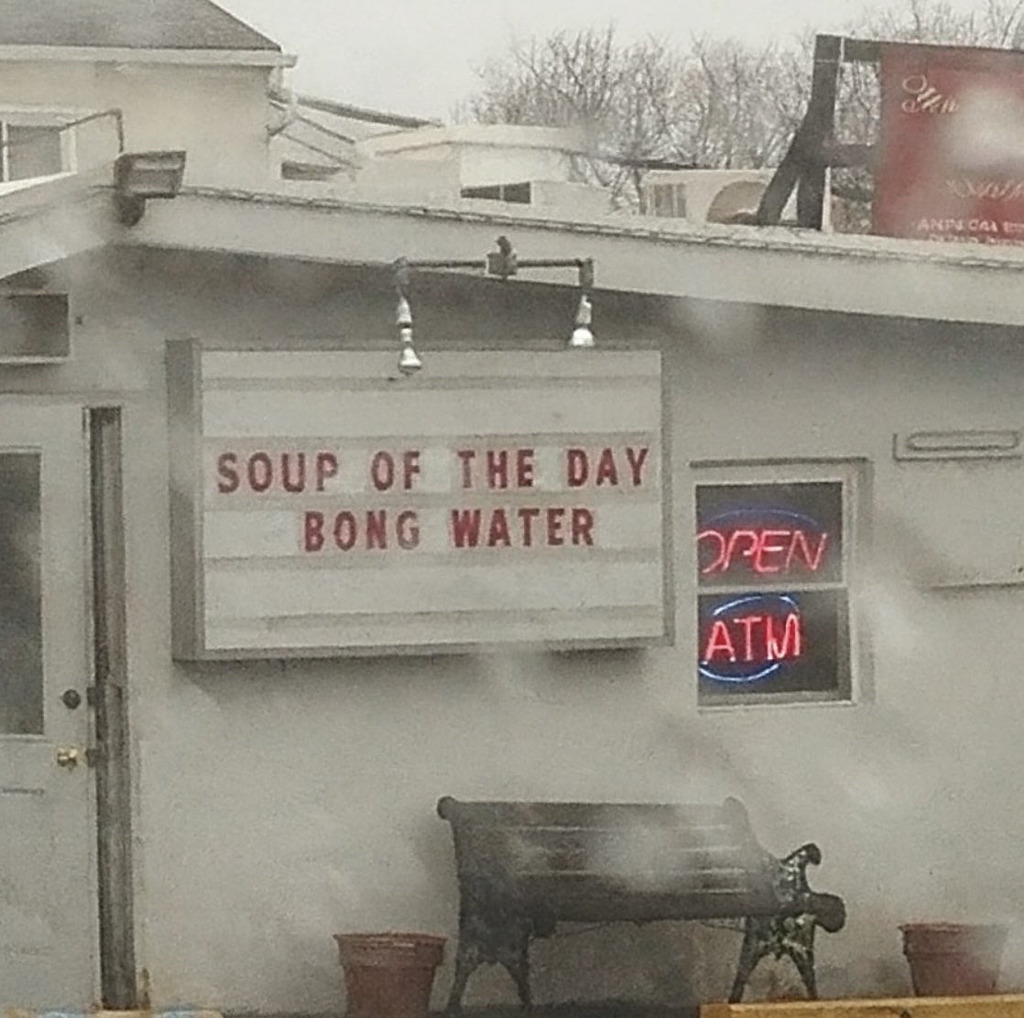 SOUP OF THE DAY
BONG WATER
OPEN
ATM